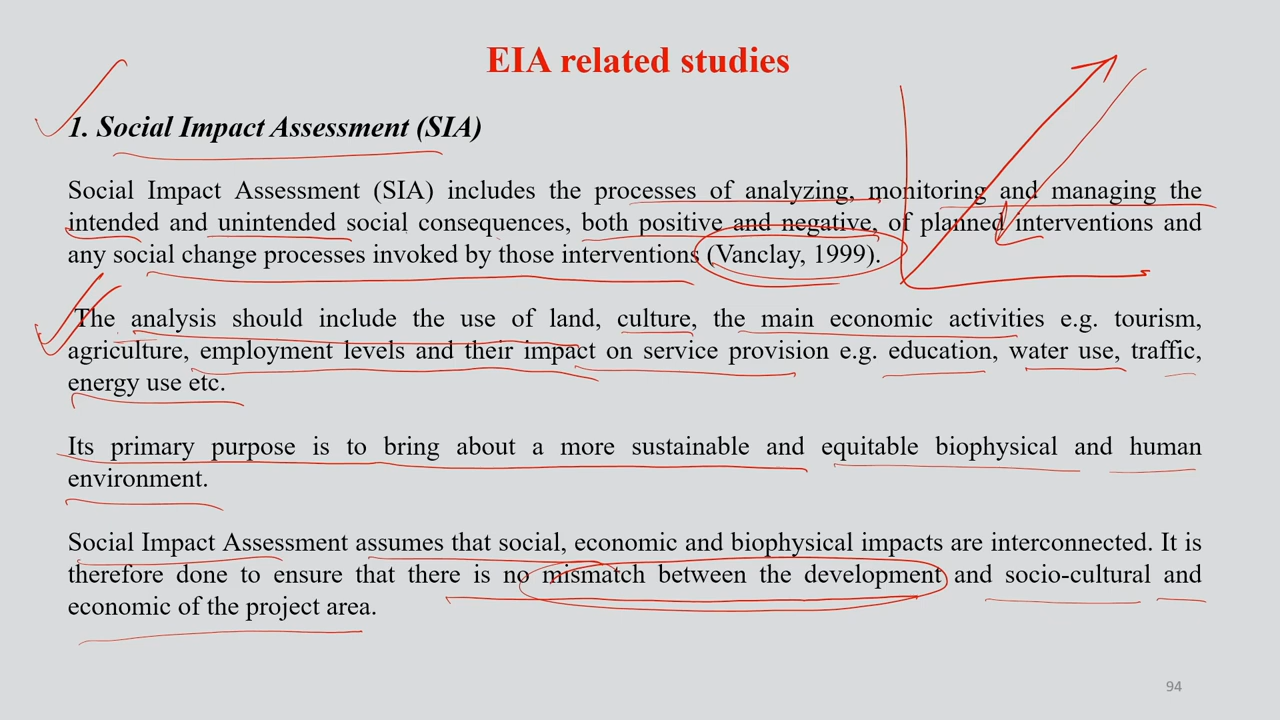 EIA related studies
1. Social Impact Assessment (SIA)
Social Impact Assessment (SIA) includes the processes of analyzing, monitoring and managing the
intended and unintended social consequences, both positive and negative, of planned interventions and
any social change processes invoked by those interventions (Vanclay, 1999).
The analysis should include the use of land, culture, the main economic activities e.g. tourism,
agriculture, employment levels and their impact on service provision e.g. education, water use, traffic,
energy use etc.
Its primary purpose is to bring about a more sustainable and equitable biophysical and human
environment.
Social Impact Assessment assumes that social, economic and biophysical impacts are interconnected. It is
therefore done to ensure that there is no mismatch between the development and socio-cultural and
economic of the project area.
94